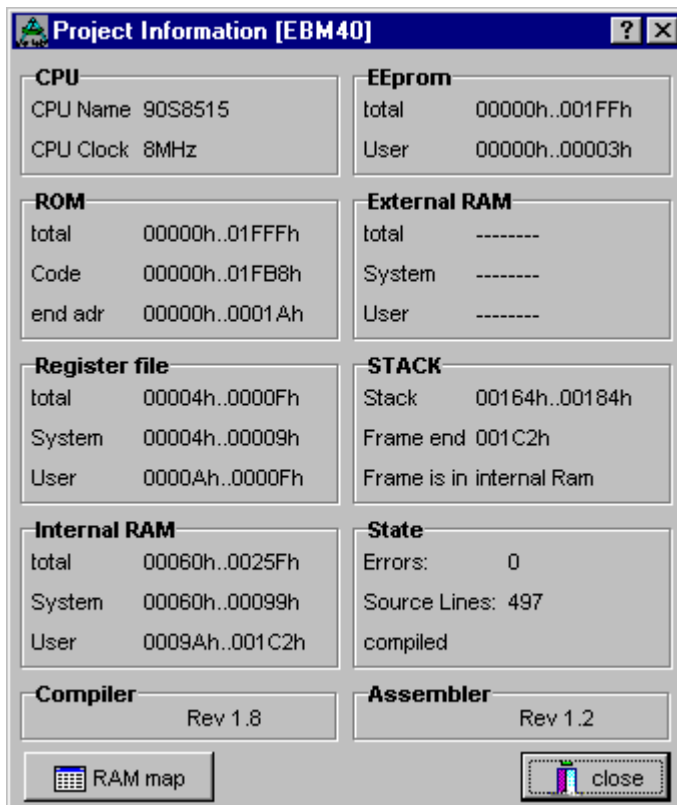 Project Information [EBM40]
CPU
CPU Name 90S8515
CPU Clock 8MHz
EEprom
total 00000h..001FFh
User 00000h..00003h
ROM
total 00000h..01FFFh
Code 00000h..01FB8h
end adr 00000h..0001Ah
External RAM
total --------
System --------
User --------
Register file
total 00004h..0000Fh
System 00004h..00009h
User 0000Ah..0000Fh
STACK
Stack 00164h..00184h
Frame end 001C2h
Frame is in internal Ram
Internal RAM
total 00060h..0025Fh
System 00060h..00099h
User 0009Ah..001C2h
State
Errors: 0
Source Lines: 497
compiled
Compiler
Rev 1.8
Assembler
Rev 1.2
RAM map
close